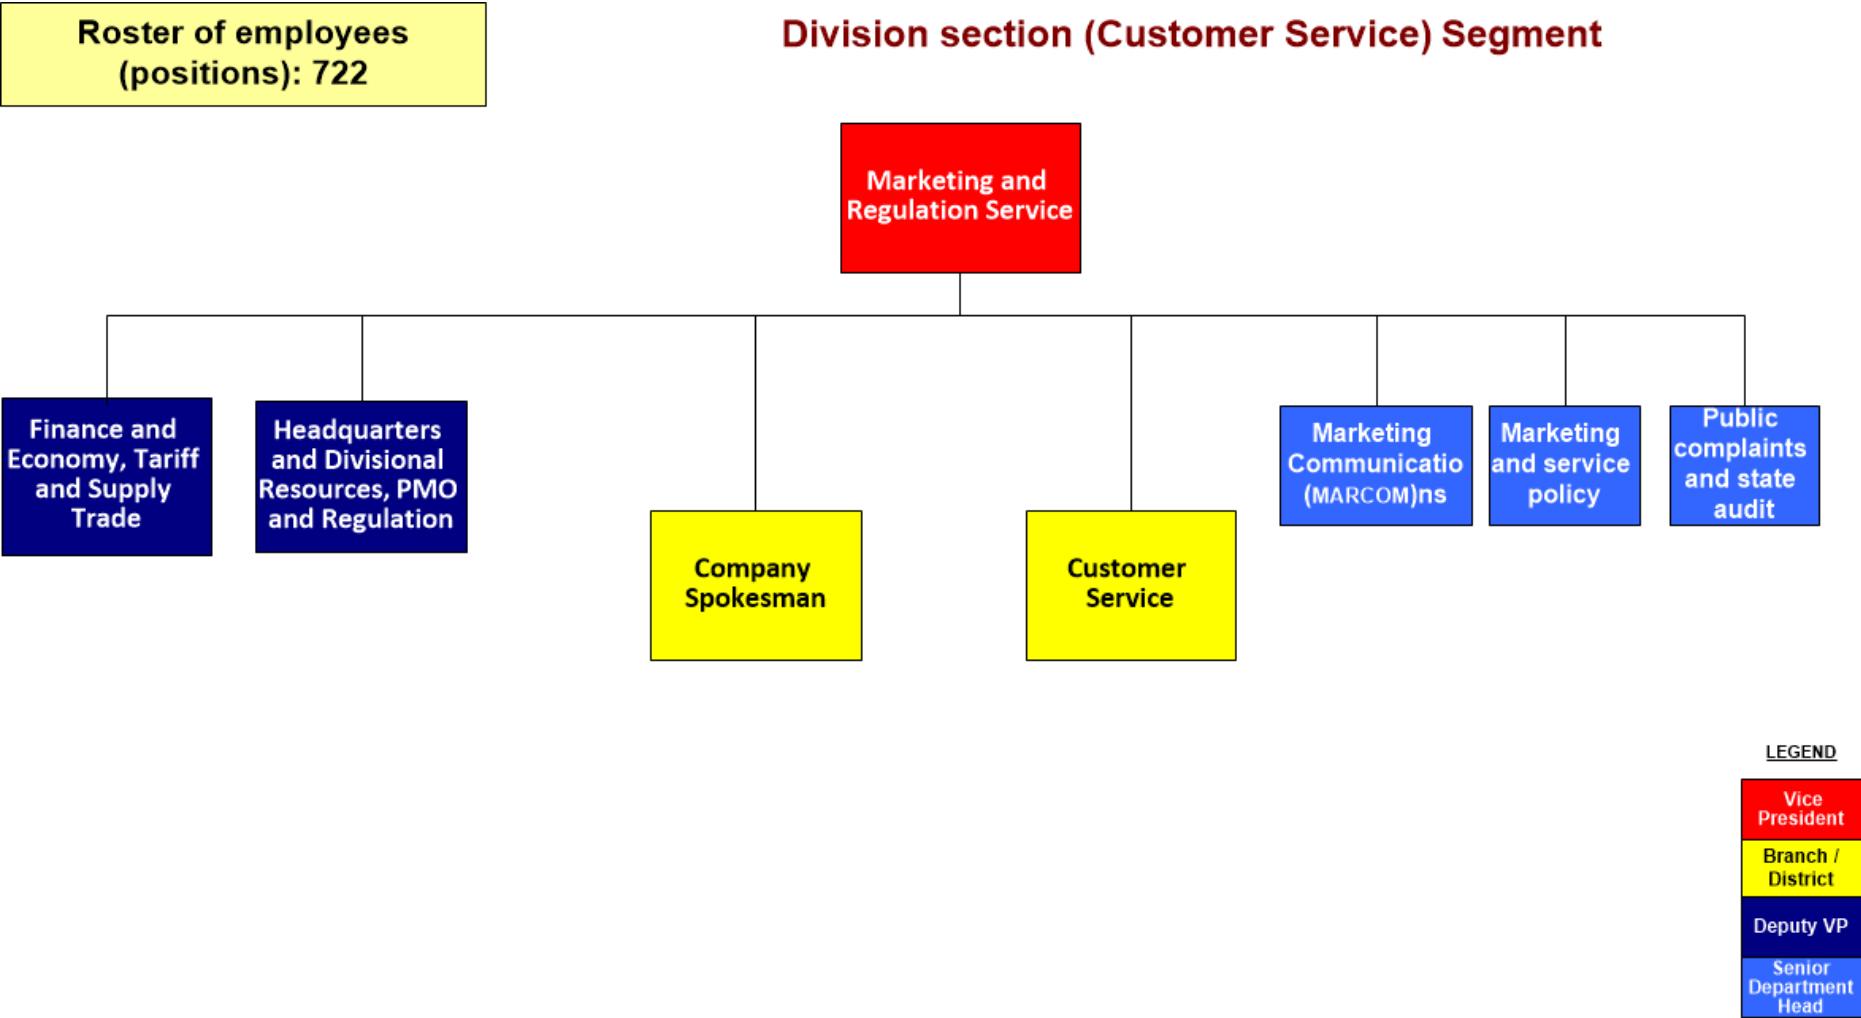 Roster of employees
(positions): 722
Division section (Customer Service) Segment
Marketing and
Regulation Service
Finance and
Economy, Tariff
and Supply
Trade
Headquarters
and Divisional
Resources, PMO
and Regulation
Company
Spokesman
Customer
Service
Marketing
Communicatio
(MARCOM)ns
Marketing
and service
policy
Public
complaints
and state
audit
LEGEND
Vice
President
Branch /
District
Deputy VP
Senior
Department
Head